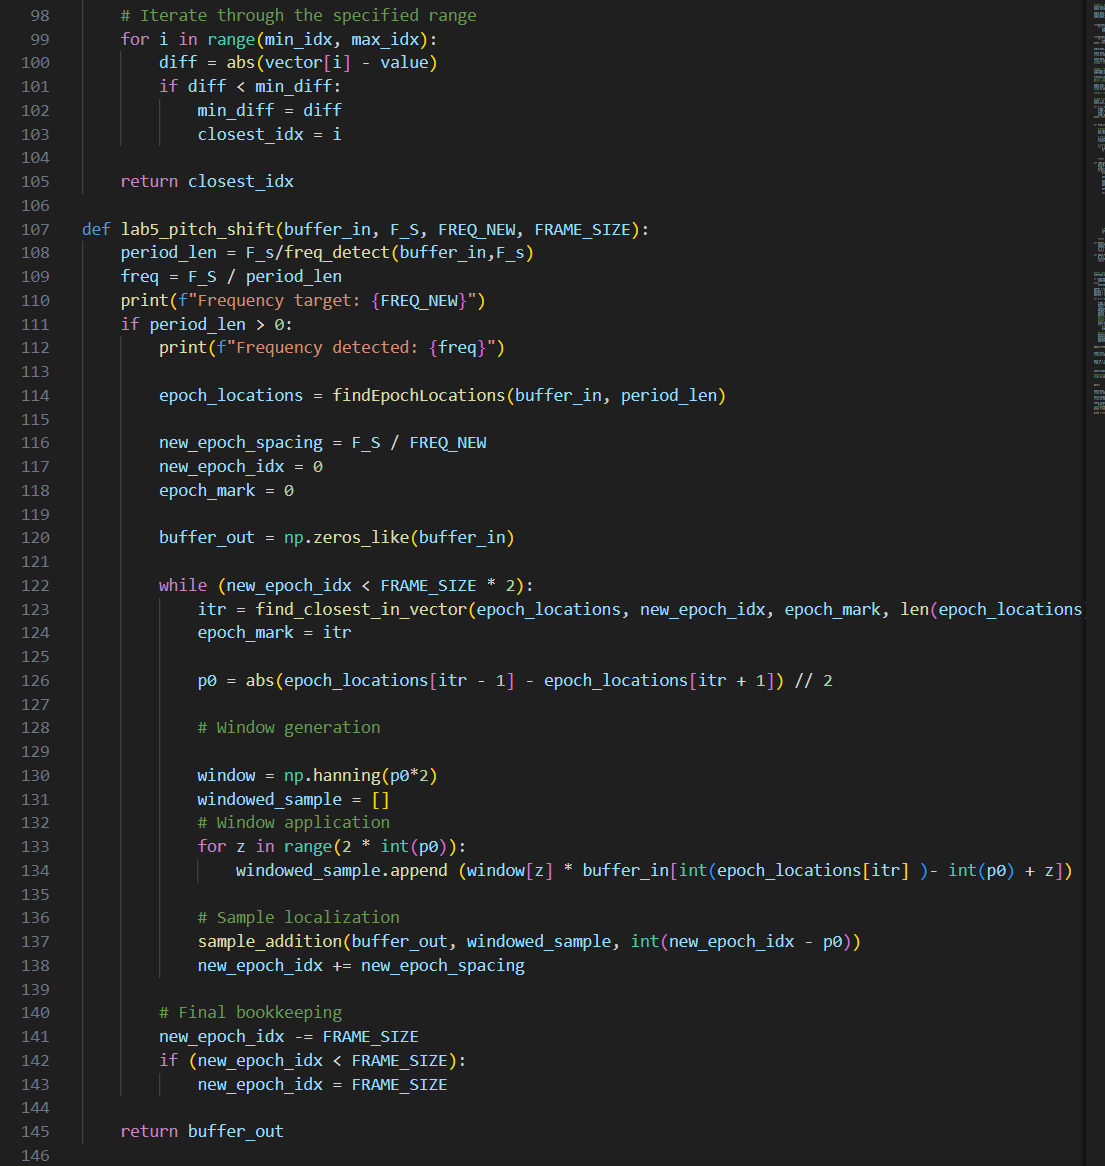 98 # Iterate through the specified range
99 for i in range(min_idx, max_idx):
100 diff = abs(vector[i] - value)
101 if diff < min_diff:
102 min_diff = diff
103 closest_idx = i
104
105 return closest_idx
106
107 def lab5_pitch_shift(buffer_in, F_S, FREQ_NEW, FRAME_SIZE):
108 period_len = F_s/freq_detect(buffer_in,F_s)
109 freq = F_S / period_len
110 print(f"Frequency target: {FREQ_NEW}")
111 if period_len > 0:
112 print(f"Frequency detected: {freq}")
113
114 epoch_locations = findEpochLocations(buffer_in, period_len)
115
116 new_epoch_spacing = F_S / FREQ_NEW
117 new_epoch_idx = 0
118 epoch_mark = 0
119
120 buffer_out = np.zeros_like(buffer_in)
121
122 while (new_epoch_idx < FRAME_SIZE * 2):
123 itr = find_closest_in_vector(epoch_locations, new_epoch_idx, epoch_mark, len(epoch_locations
124 epoch_mark = itr
125
126 p0 = abs(epoch_locations[itr - 1] - epoch_locations[itr + 1]) // 2
127
128 # Window generation
129
130 window = np.hanning(p0*2)
131 windowed_sample = []
132 # Window application
133 for z in range(2 * int(p0)):
134 windowed_sample.append (window[z] * buffer_in[int(epoch_locations[itr] )- int(p0) + z])
135
136 # Sample localization
137 sample_addition(buffer_out, windowed_sample, int(new_epoch_idx - p0))
138 new_epoch_idx += new_epoch_spacing
139
140 # Final bookkeeping
141 new_epoch_idx -= FRAME_SIZE
142 if (new_epoch_idx < FRAME_SIZE):
143 new_epoch_idx = FRAME_SIZE
144
145 return buffer_out
146